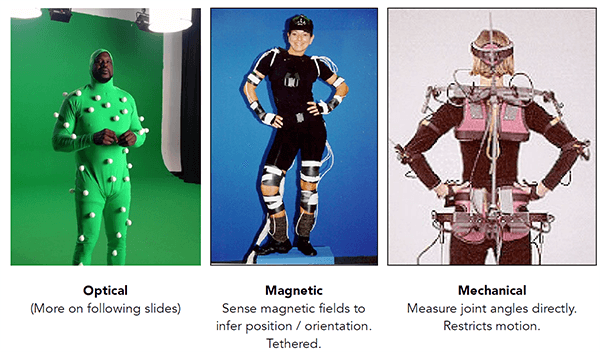 Optical
(More on following slides)
Magnetic
Sense magnetic fields to
infer position / orientation.
Tethered.
Mechanical
Measure joint angles directly.
Restricts motion.